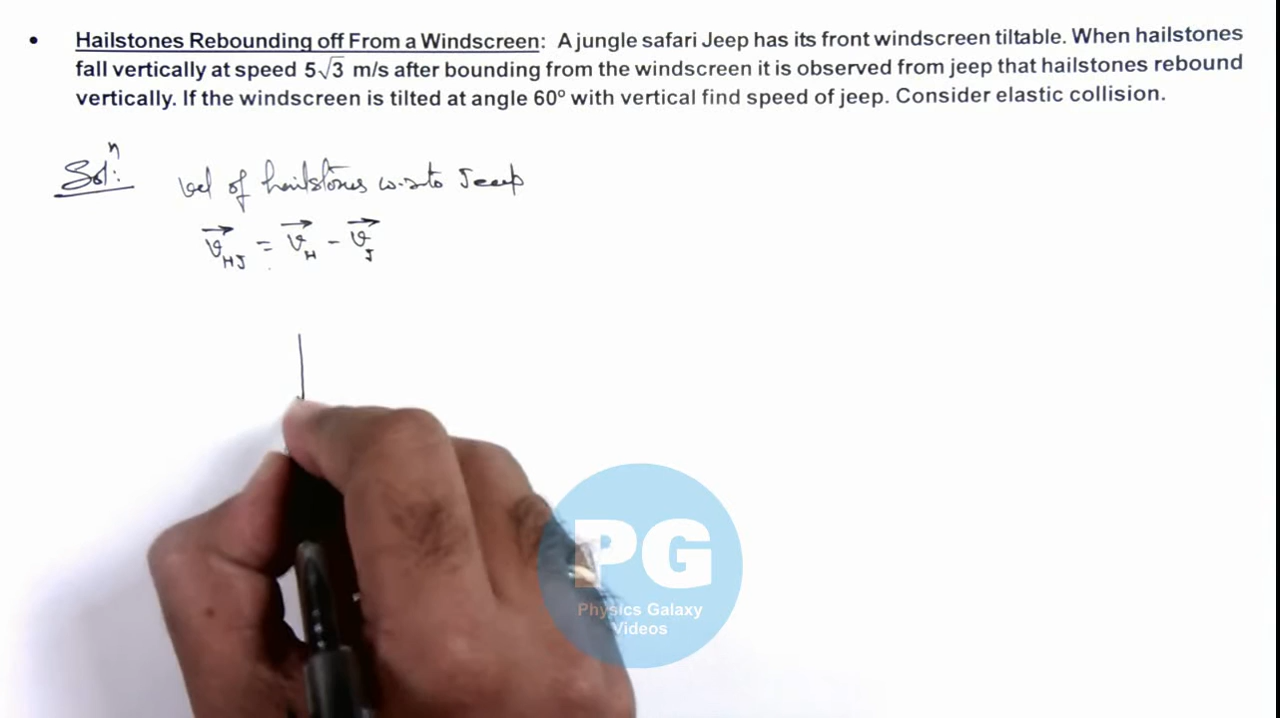 • Hailstones Rebounding off From a Windscreen: A jungle safari Jeep has its front windscreen tiltable. When hailstones
fall vertically at speed 5√3 m/s after bounding from the windscreen it is observed from jeep that hailstones rebound
vertically. If the windscreen is tilted at angle 60° with vertical find speed of jeep. Consider elastic collision.
Solⁿ: vel of hailstones w.r.to Jeep
v⃗HJ = v⃗H - v⃗J
PG
Physics Galaxy
Videos